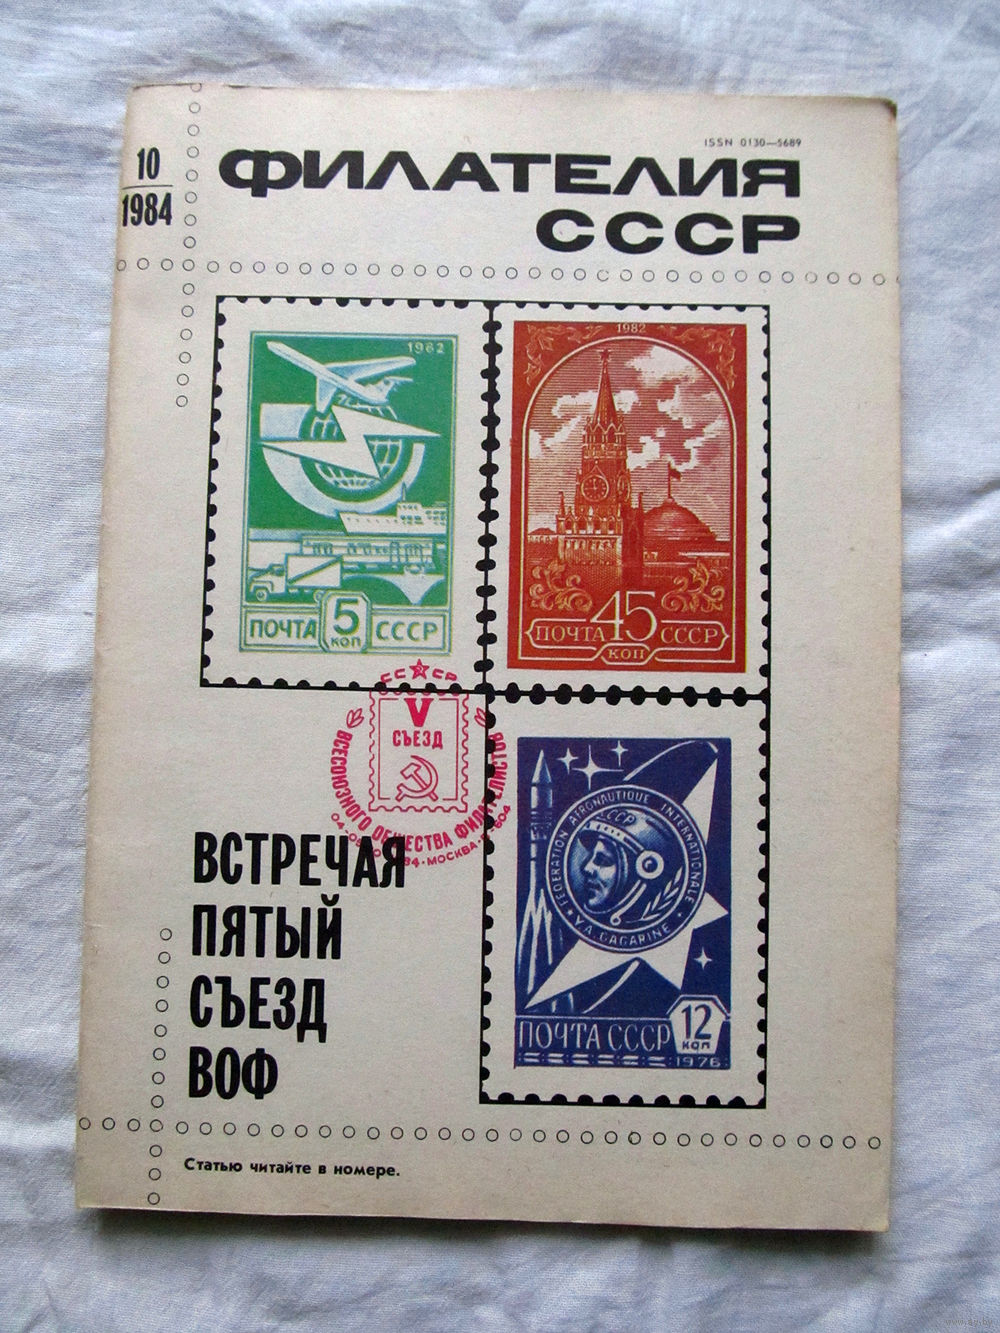 ISSN 0130—5689
10
1984
ФИЛАТЕЛИЯ
СССР
1982
ПОЧТА 5 КОП СССР
1982
ПОЧТА 45 СССР
КОП
СССР
V
СЪЕЗД
ВСЕСОЮЗНОГО ОБЩЕСТВА ФИЛАТЕЛИСТОВ
МОСКВА
FEDERATION AERONAUTIQUE INTERNATIONALE
СССР
Y.A. GAGARINE
ПОЧТА СССР 12
КОП
1976
ВСТРЕЧАЯ
ПЯТЫЙ
СЪЕЗД
ВОФ
Статью читайте в номере.